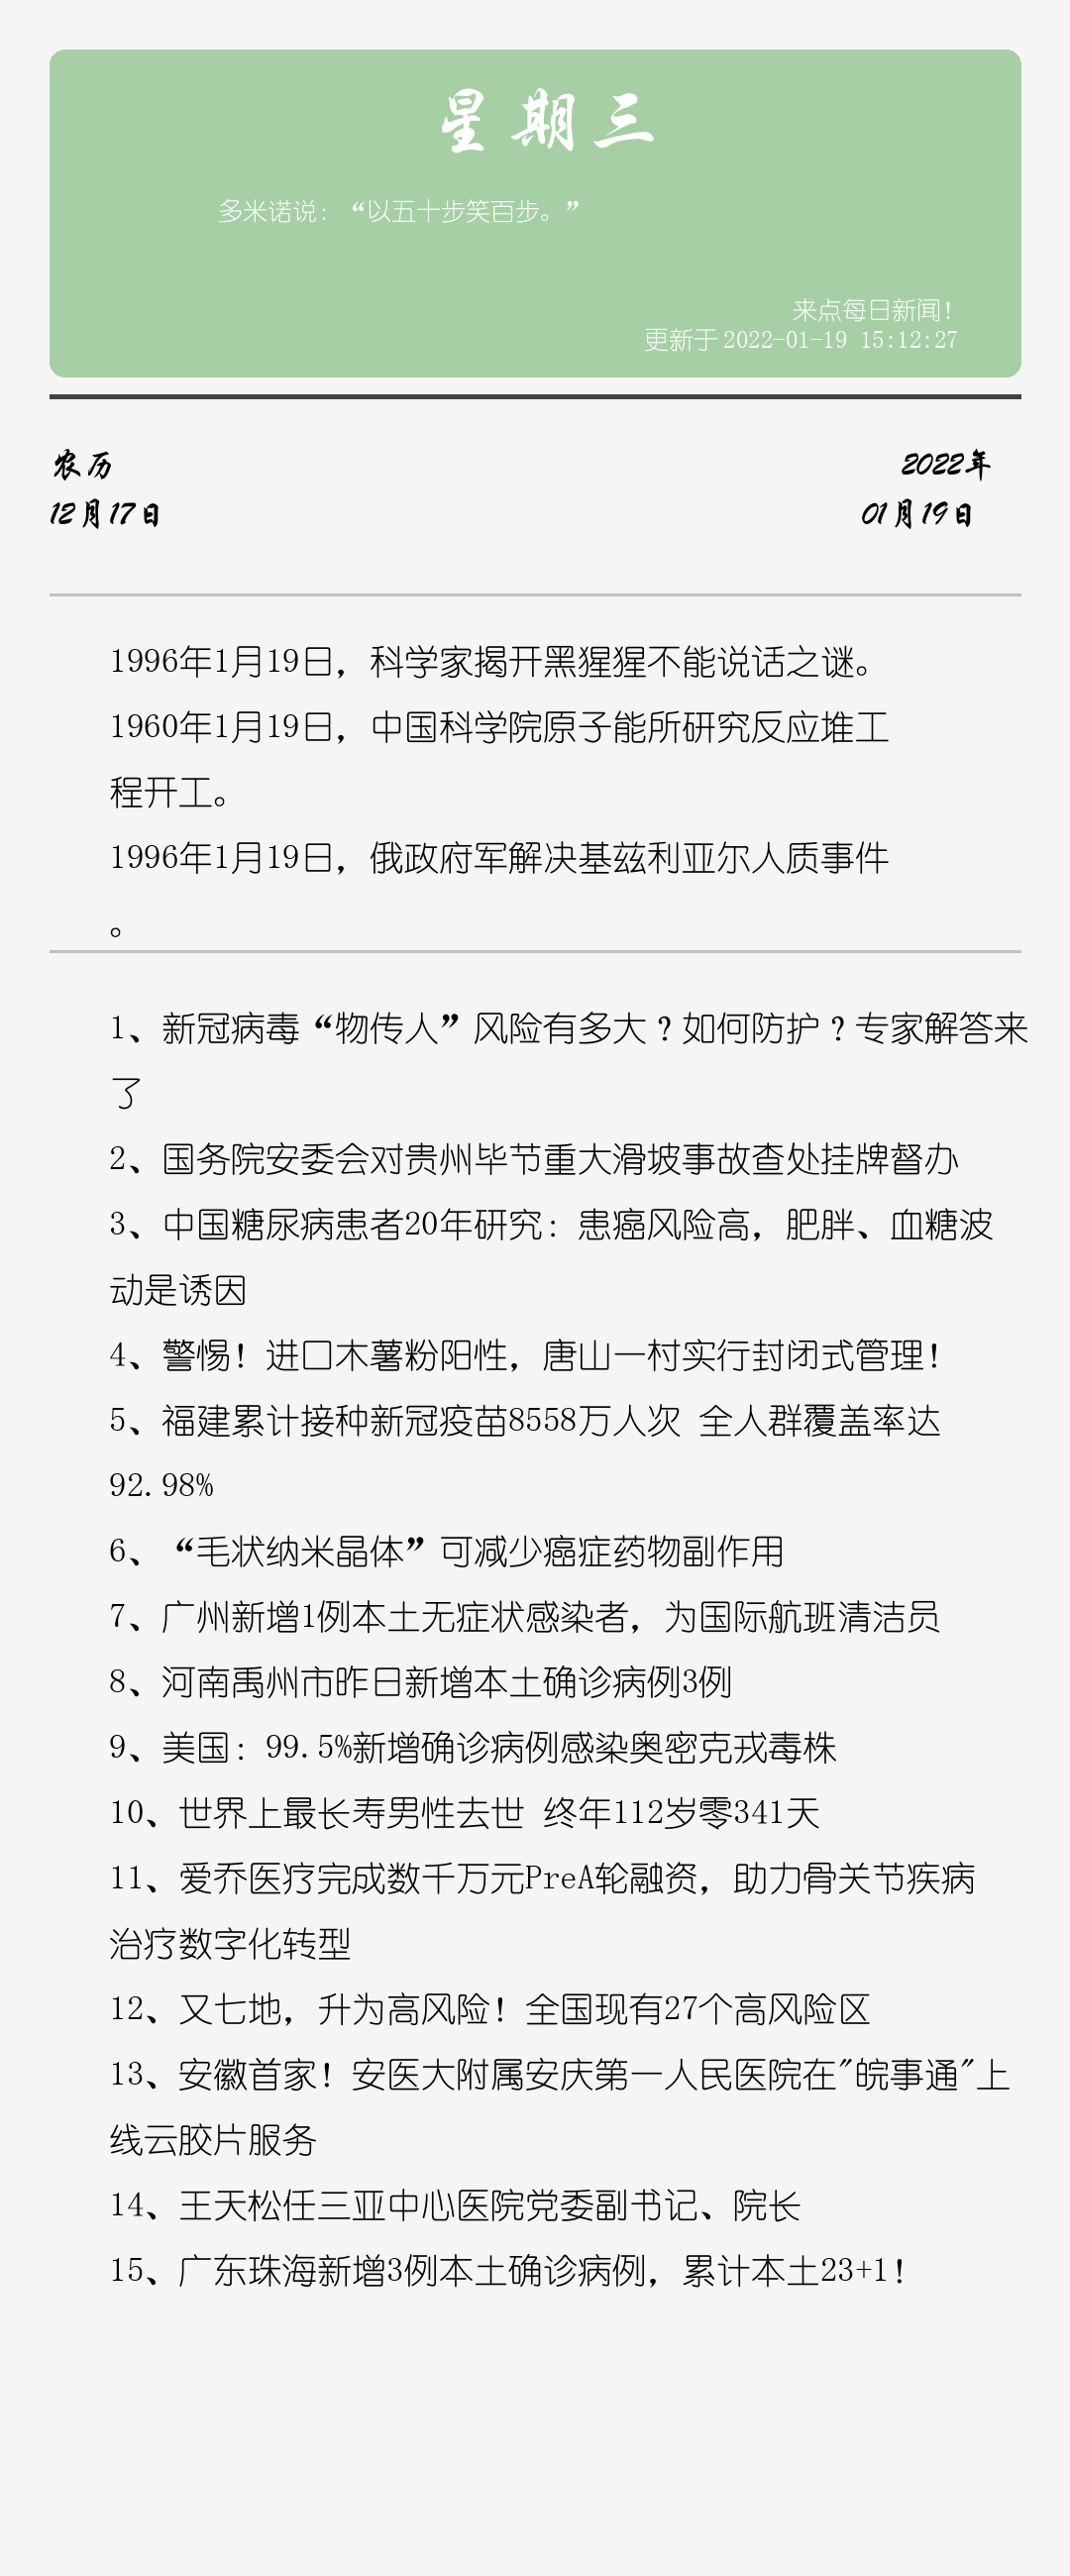 星期三
多米诺说：“以五十步笑百步。”
来点每日新闻！
更新于2022-01-19 15:12:27
农历
2022年
12月17日
01月19日
1996年1月19日，科学家揭开黑猩猩不能说话之谜。
1960年1月19日，中国科学院原子能所研究反应堆工
程开工。
1996年1月19日，俄政府军解决基兹利亚尔人质事件
。
1、新冠病毒“物传人”风险有多大？如何防护？专家解答来
了
2、国务院安委会对贵州毕节重大滑坡事故查处挂牌督办
3、中国糖尿病患者20年研究：患癌风险高，肥胖、血糖波
动是诱因
4、警惕！进口木薯粉阳性，唐山一村实行封闭式管理！
5、福建累计接种新冠疫苗8558万人次 全人群覆盖率达
92.98%
6、“毛状纳米晶体”可减少癌症药物副作用
7、广州新增1例本土无症状感染者，为国际航班清洁员
8、河南禹州市昨日新增本土确诊病例3例
9、美国：99.5%新增确诊病例感染奥密克戎毒株
10、世界上最长寿男性去世 终年112岁零341天
11、爱乔医疗完成数千万元PreA轮融资，助力骨关节疾病
治疗数字化转型
12、又七地，升为高风险！全国现有27个高风险区
13、安徽首家！安医大附属安庆第一人民医院在"皖事通"上
线云胶片服务
14、王天松任三亚中心医院党委副书记、院长
15、广东珠海新增3例本土确诊病例，累计本土23+1！